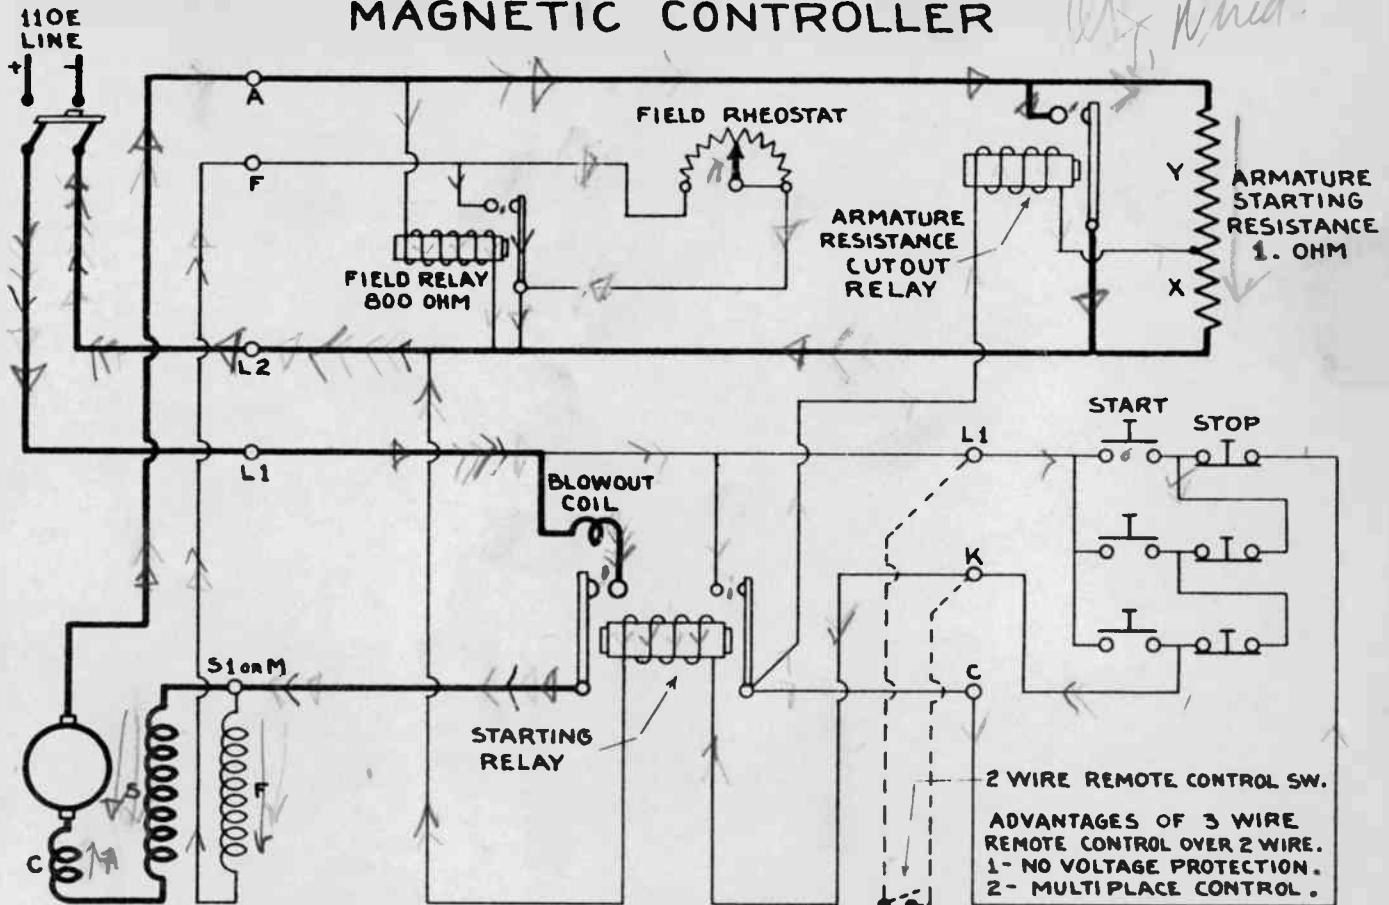 MAGNETIC CONTROLLER
110E
LINE
+
-
A
FIELD RHEOSTAT
F
Y
ARMATURE
STARTING
RESISTANCE
1. OHM
ARMATURE
RESISTANCE
CUTOUT
RELAY
FIELD RELAY
800 OHM
X
L2
START
STOP
L1
L1
BLOWOUT
COIL
K
S1 OR M
C
STARTING
RELAY
S
F
C
2 WIRE REMOTE CONTROL SW.
ADVANTAGES OF 3 WIRE
REMOTE CONTROL OVER 2 WIRE.
1- NO VOLTAGE PROTECTION.
2- MULTIPLACE CONTROL.